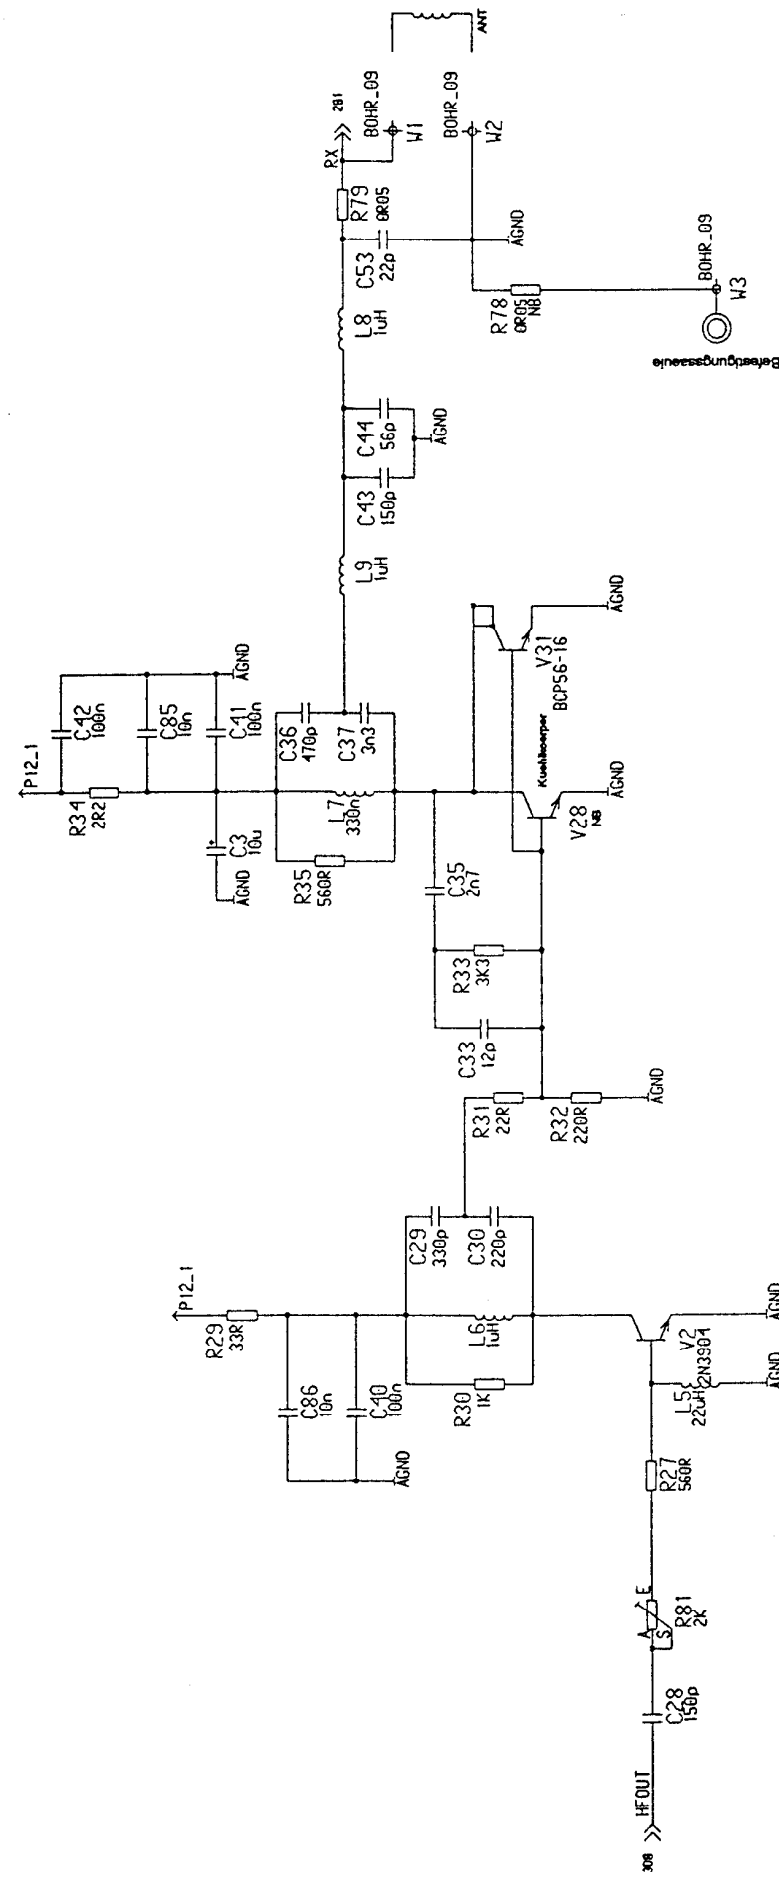 ANT
BOHR_09
W1
BOHR_09
W2
281
RX
R79
0R05
C53
22p
AGND
R78
0R05
NB
BOHR_09
W3
Befestigungssaeule
L8
1uH
C44
56p
C43
150p
AGND
L9
1uH
P12_1
C42
100n
C85
10n
C41
100n
AGND
R34
2R2
C3
10u
AGND
C36
470p
C37
3n3
L7
330n
R35
560R
V31
BCP56-16
AGND
Kuehlkoerper
V28
NB
AGND
C35
2n7
R33
3K3
C33
12p
R31
22R
R32
220R
AGND
P12_1
R29
33R
C86
10n
C40
100n
AGND
C29
330p
C30
220p
L6
1uH
R30
1K
V2
2N3904
AGND
L5
22uH
AGND
R27
560R
A
E
S
R81
2K
C28
150p
HFOUT
308